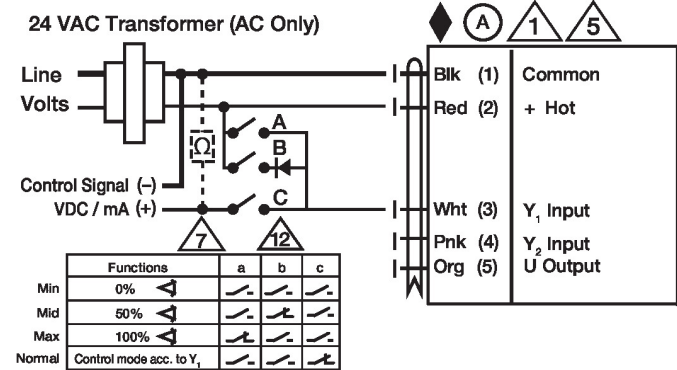 24 VAC Transformer (AC Only)
A 1 5
Line
Volts
Blk (1) Common
Red (2) + Hot
A
B
Ω
Control Signal (–)
VDC / mA (+)
C
Wht (3) Y1 Input
Pnk (4) Y2 Input
Org (5) U Output
7 12
Functions a b c
Min 0%
Mid 50%
Max 100%
Normal Control mode acc. to Y1